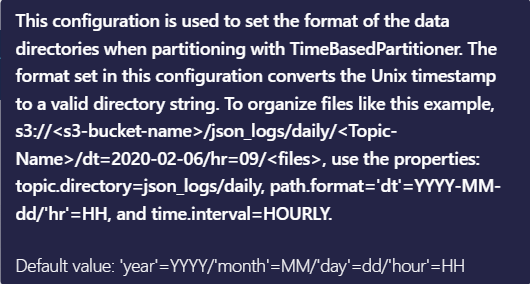 This configuration is used to set the format of the data
directories when partitioning with TimeBasedPartitioner. The
format set in this configuration converts the Unix timestamp
to a valid directory string. To organize files like this example,
s3://<s3-bucket-name>/json_logs/daily/<Topic-
Name>/dt=2020-02-06/hr=09/<files>, use the properties:
topic.directory=json_logs/daily, path.format='dt'=YYYY-MM-
dd/'hr'=HH, and time.interval=HOURLY.
Default value: 'year'=YYYY/'month'=MM/'day'=dd/'hour'=HH